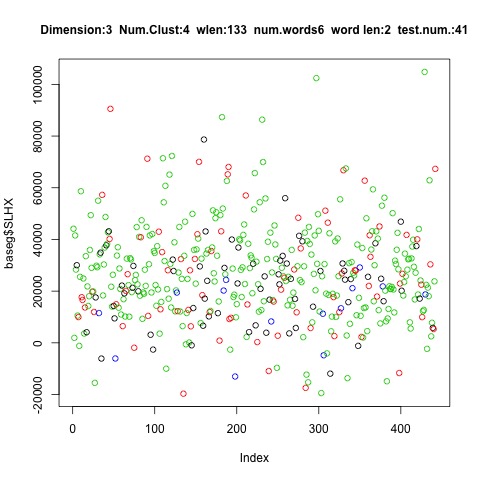 Dimension:3 Num.Clust:4 wlen:133 num.words6 word len:2 test.num.:41
100000
80000
60000
40000
20000
0
-20000
baseg$SLHX
0 100 200 300 400
Index